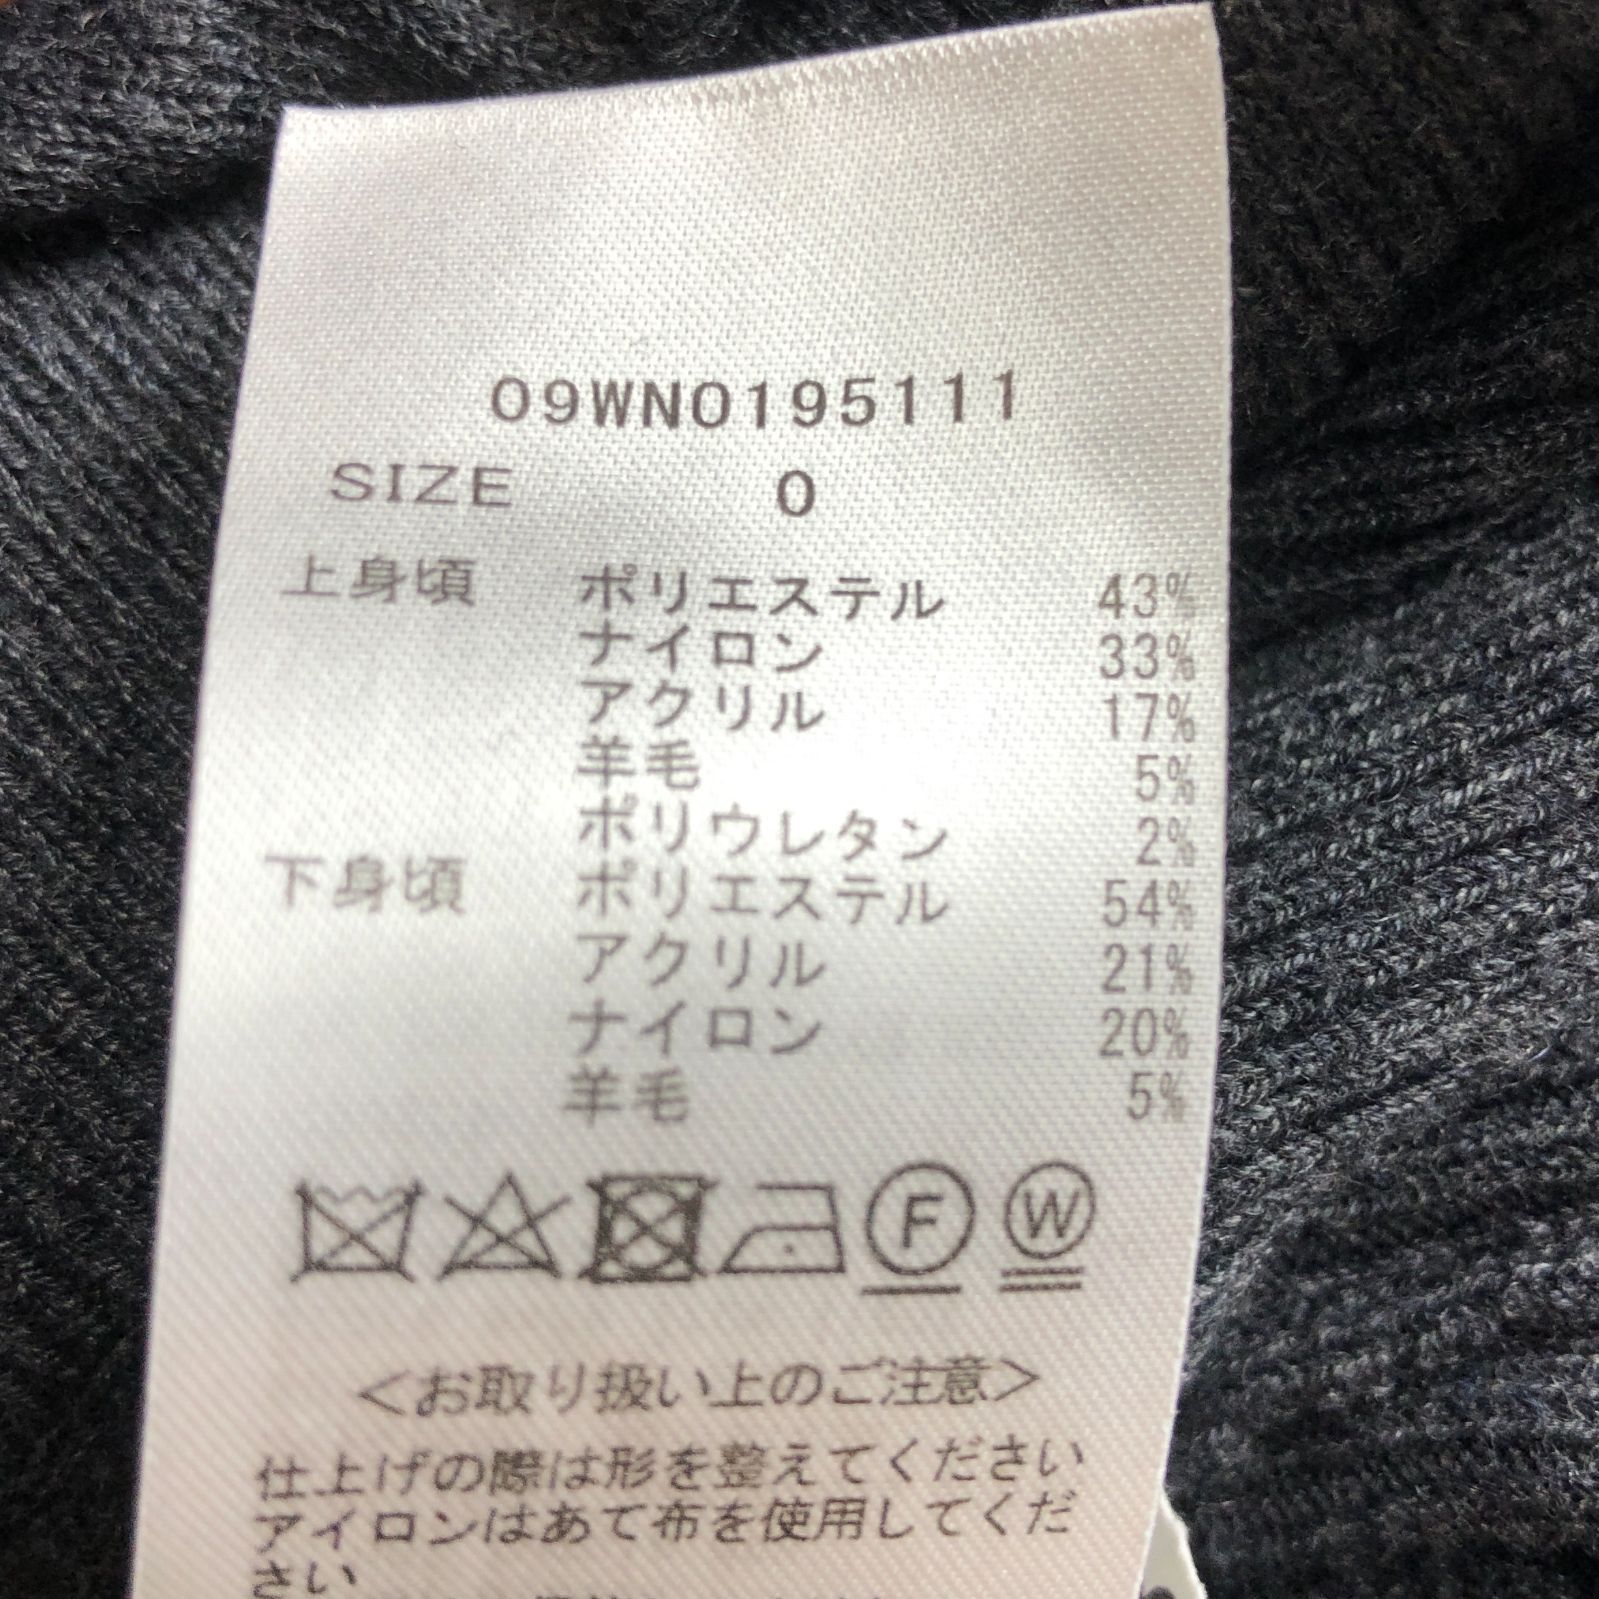 09WN0195111
SIZE 0
上身頃 ポリエステル 43%
ナイロン 33%
アクリル 17%
羊毛 5%
ポリウレタン 2%
下身頃 ポリエステル 54%
アクリル 21%
ナイロン 20%
羊毛 5%
F W
<お取り扱い上のご注意>
仕上げの際は形を整えてください
アイロンはあて布を使用してくだ
さい